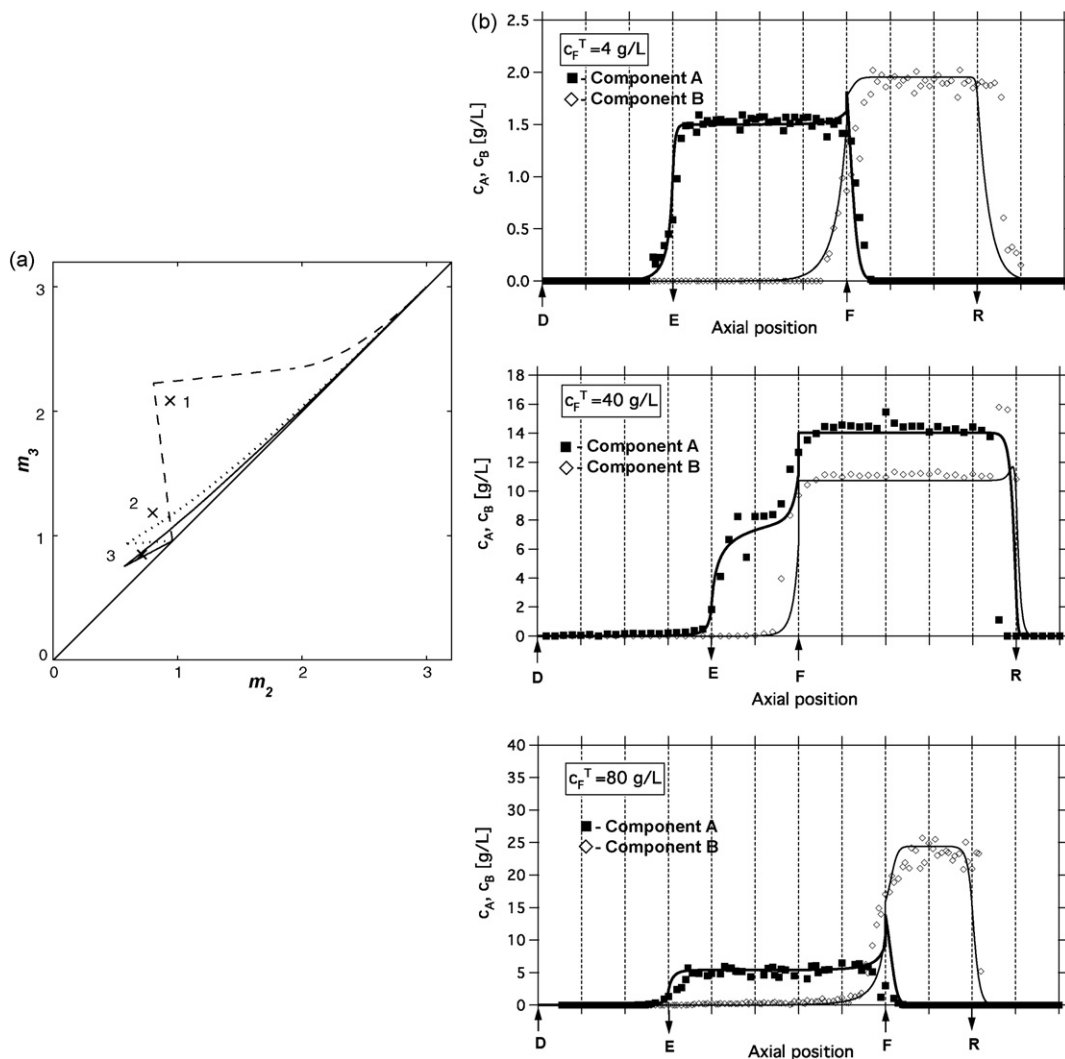 (a)
3
2
1
0
0
1
2
3
m3
m2
1
2
3
(b)
2.5
2.0
1.5
1.0
0.5
0.0
cA, cB [g/L]
cF^T =4 g/L
■- Component A
◇- Component B
D
E
F
R
Axial position
18
16
14
12
10
8
6
4
2
0
cA, cB [g/L]
cF^T =40 g/L
■ - Component A
◇ - Component B
D
E
F
R
Axial position
40
35
30
25
20
15
10
5
0
cA, cB [g/L]
cF^T =80 g/L
■ - Component A
◇ - Component B
D
E
F
R
Axial position